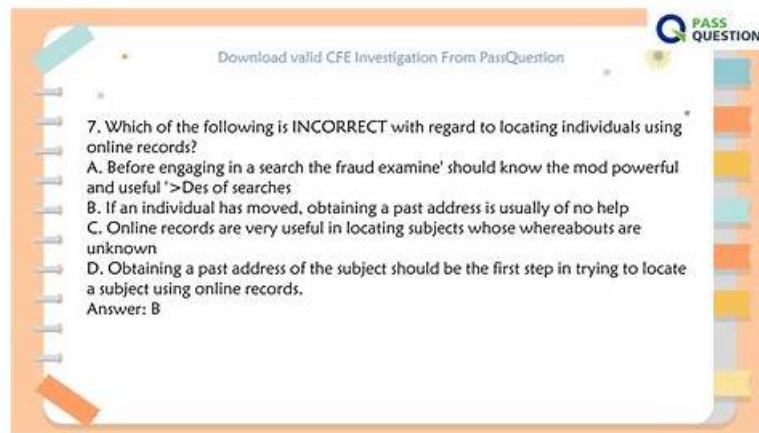 PASS
QUESTION
Download valid CFE Investigation From PassQuestion
7. Which of the following is INCORRECT with regard to locating individuals using
online records?
A. Before engaging in a search the fraud examine' should know the mod powerful
and useful '>Des of searches
B. If an individual has moved, obtaining a past address is usually of no help
C. Online records are very useful in locating subjects whose whereabouts are
unknown
D. Obtaining a past address of the subject should be the first step in trying to locate
a subject using online records.
Answer: B